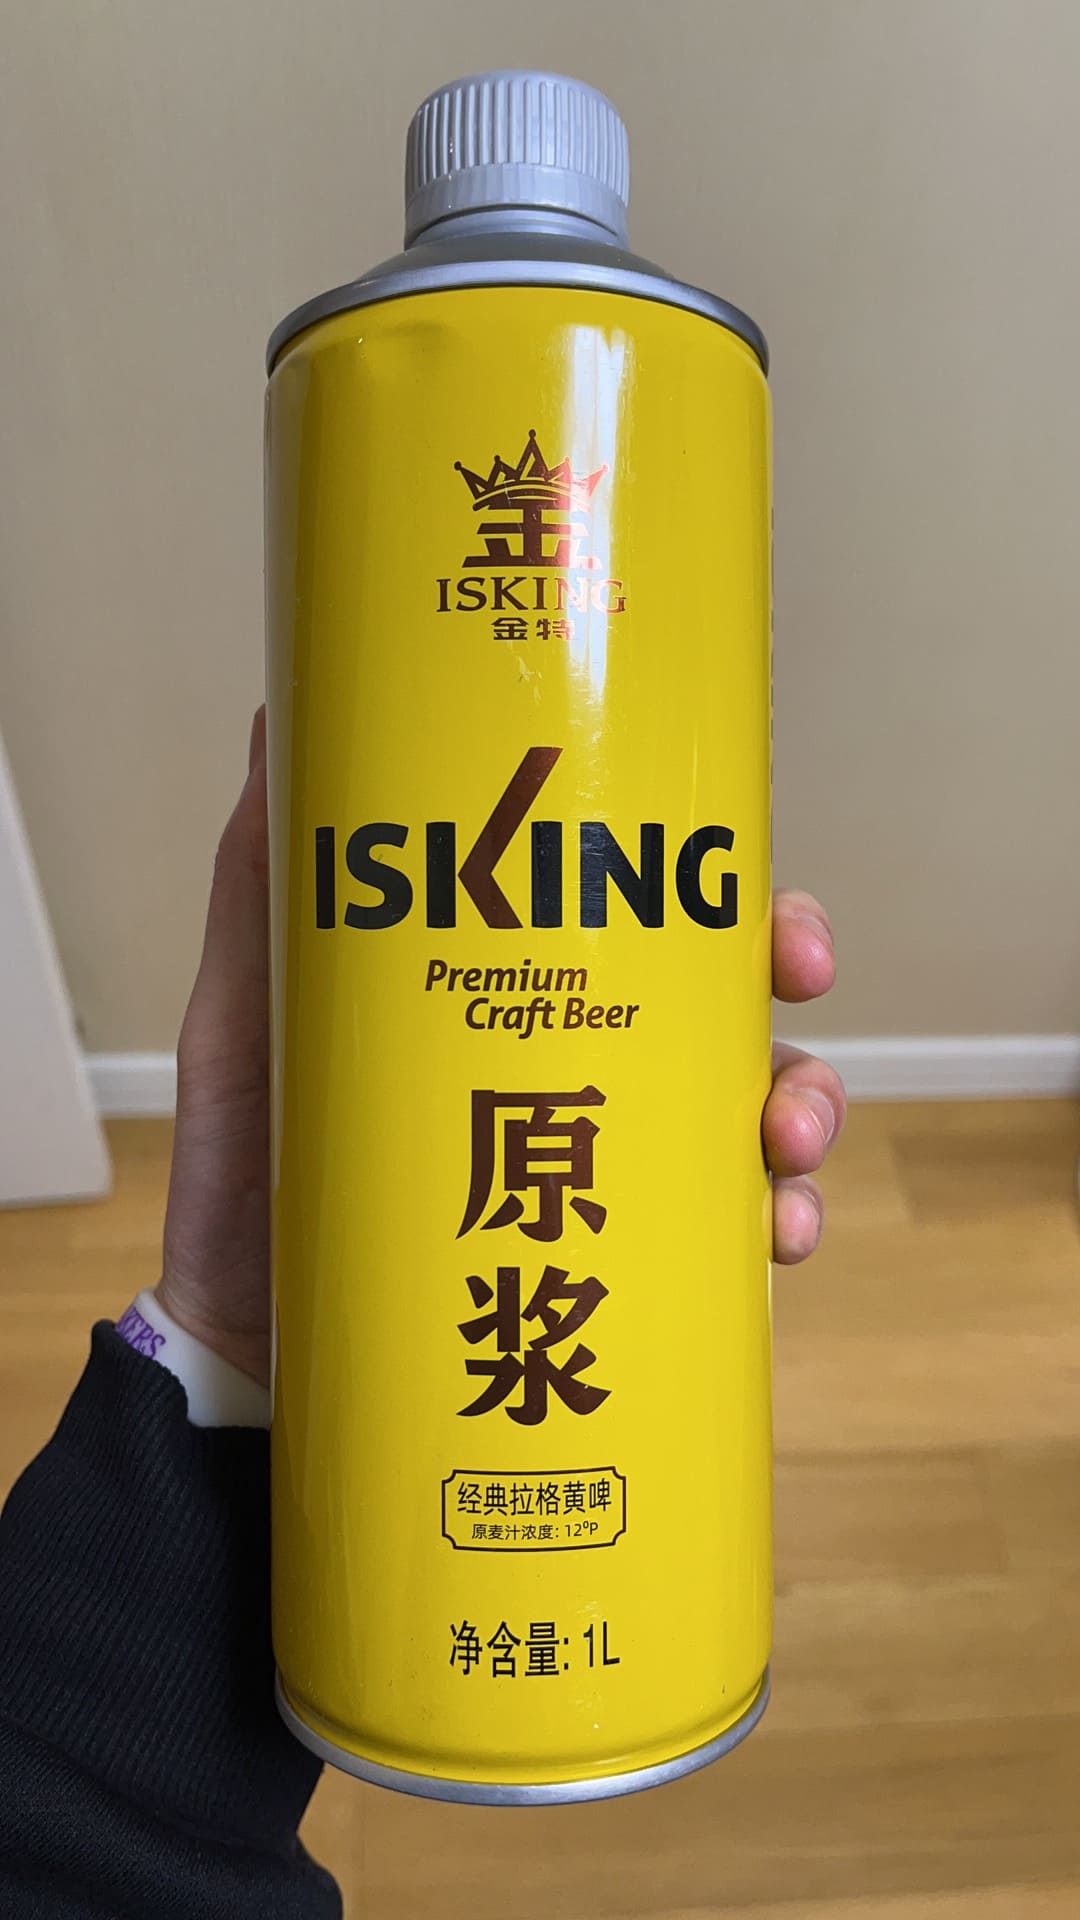 金
ISKING
金特
ISKING
Premium
Craft Beer
原
浆
经典拉格黄啤
原麦汁浓度: 12⁰P
净含量: 1L